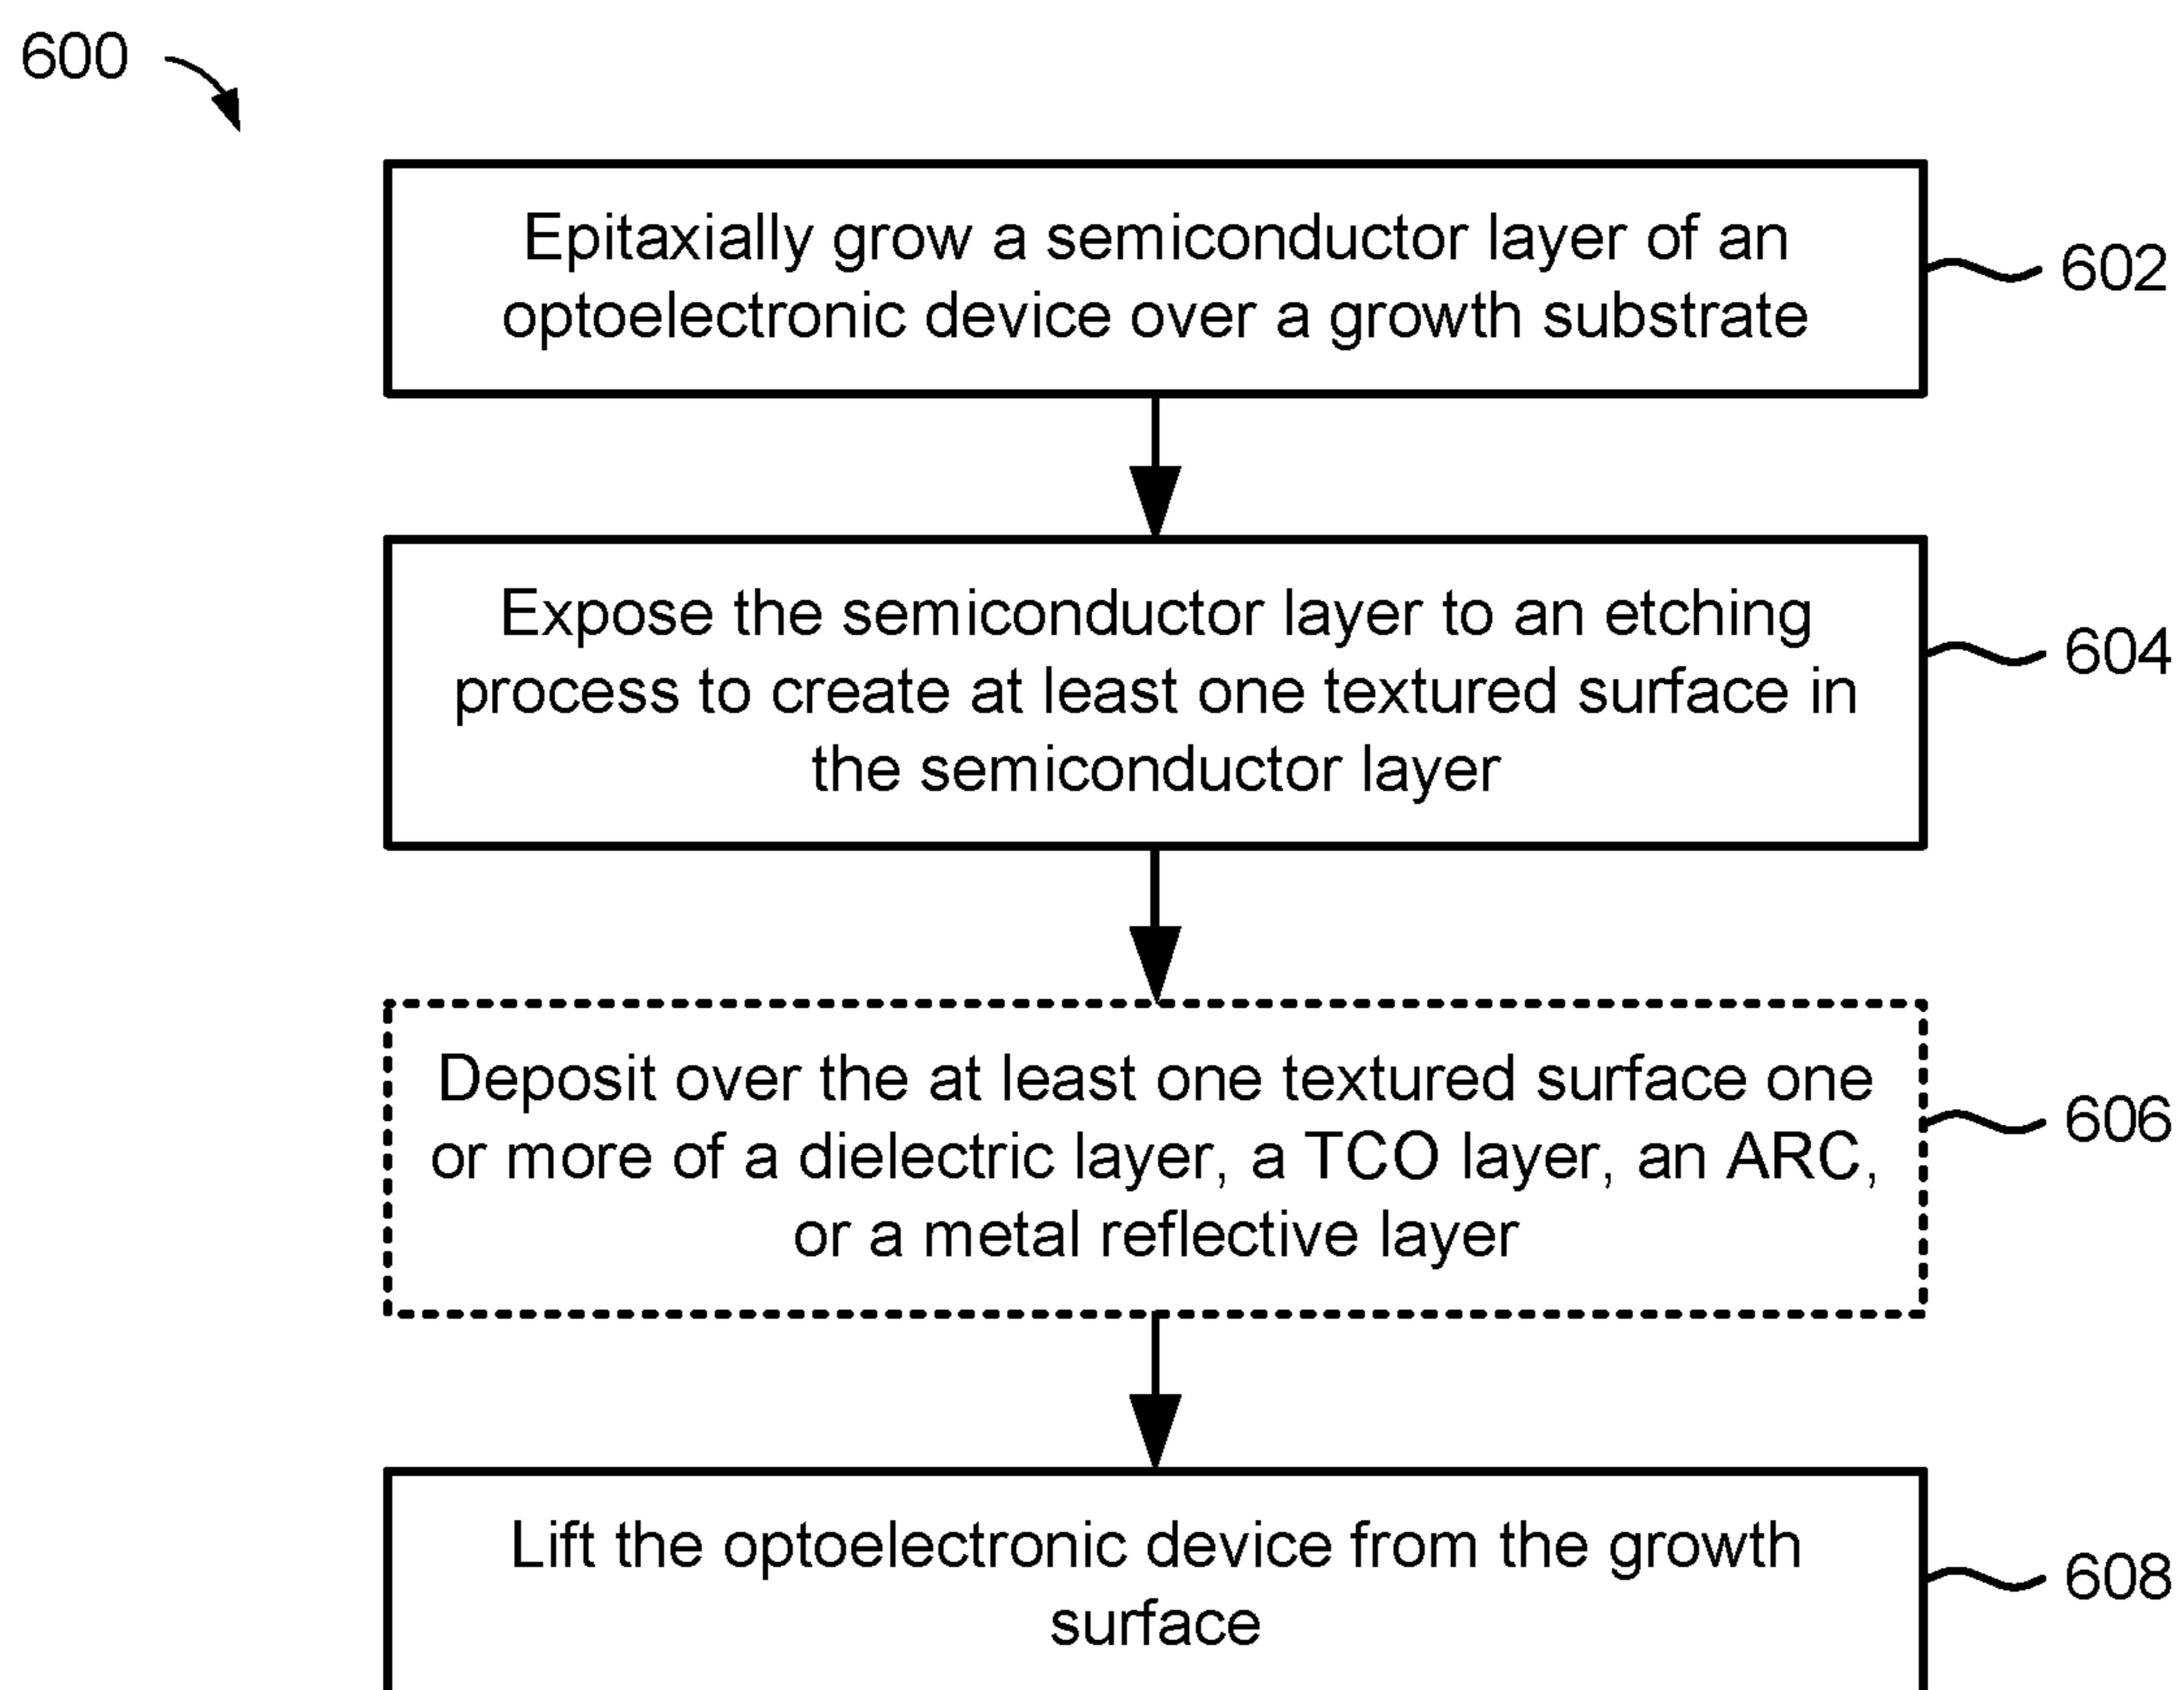 600
Epitaxially grow a semiconductor layer of an
optoelectronic device over a growth substrate
602
Expose the semiconductor layer to an etching
process to create at least one textured surface in
the semiconductor layer
604
Deposit over the at least one textured surface one
or more of a dielectric layer, a TCO layer, an ARC,
or a metal reflective layer
606
Lift the optoelectronic device from the growth
surface
608